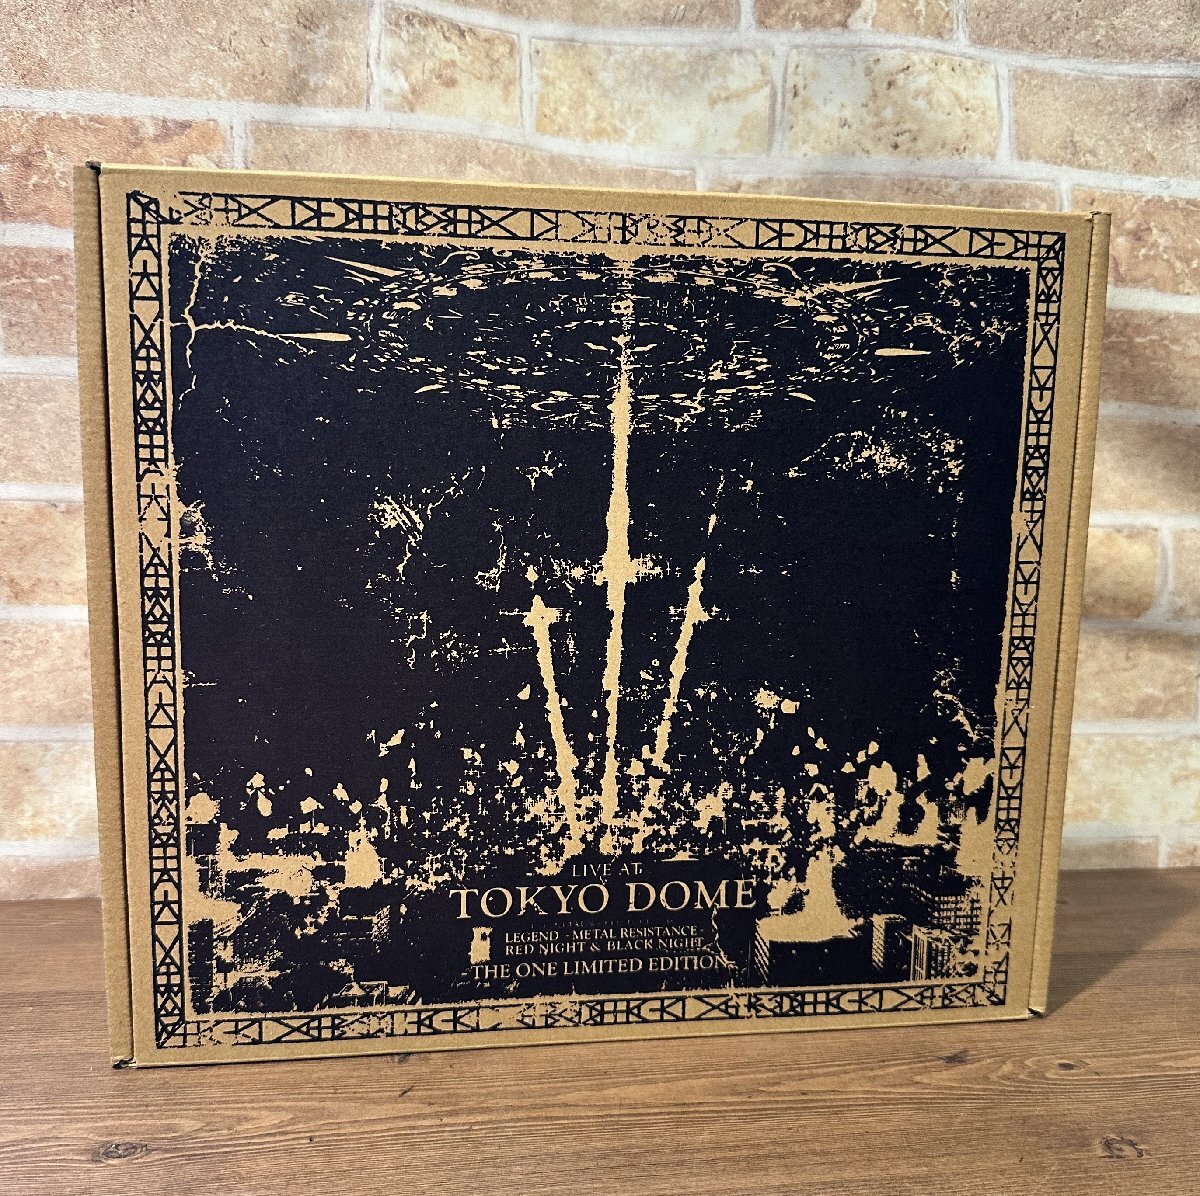 LIVE AT
TOKYO DOME
LEGEND -METAL RESISTANCE-
RED NIGHT & BLACK NIGHT
-THE ONE LIMITED EDITION-